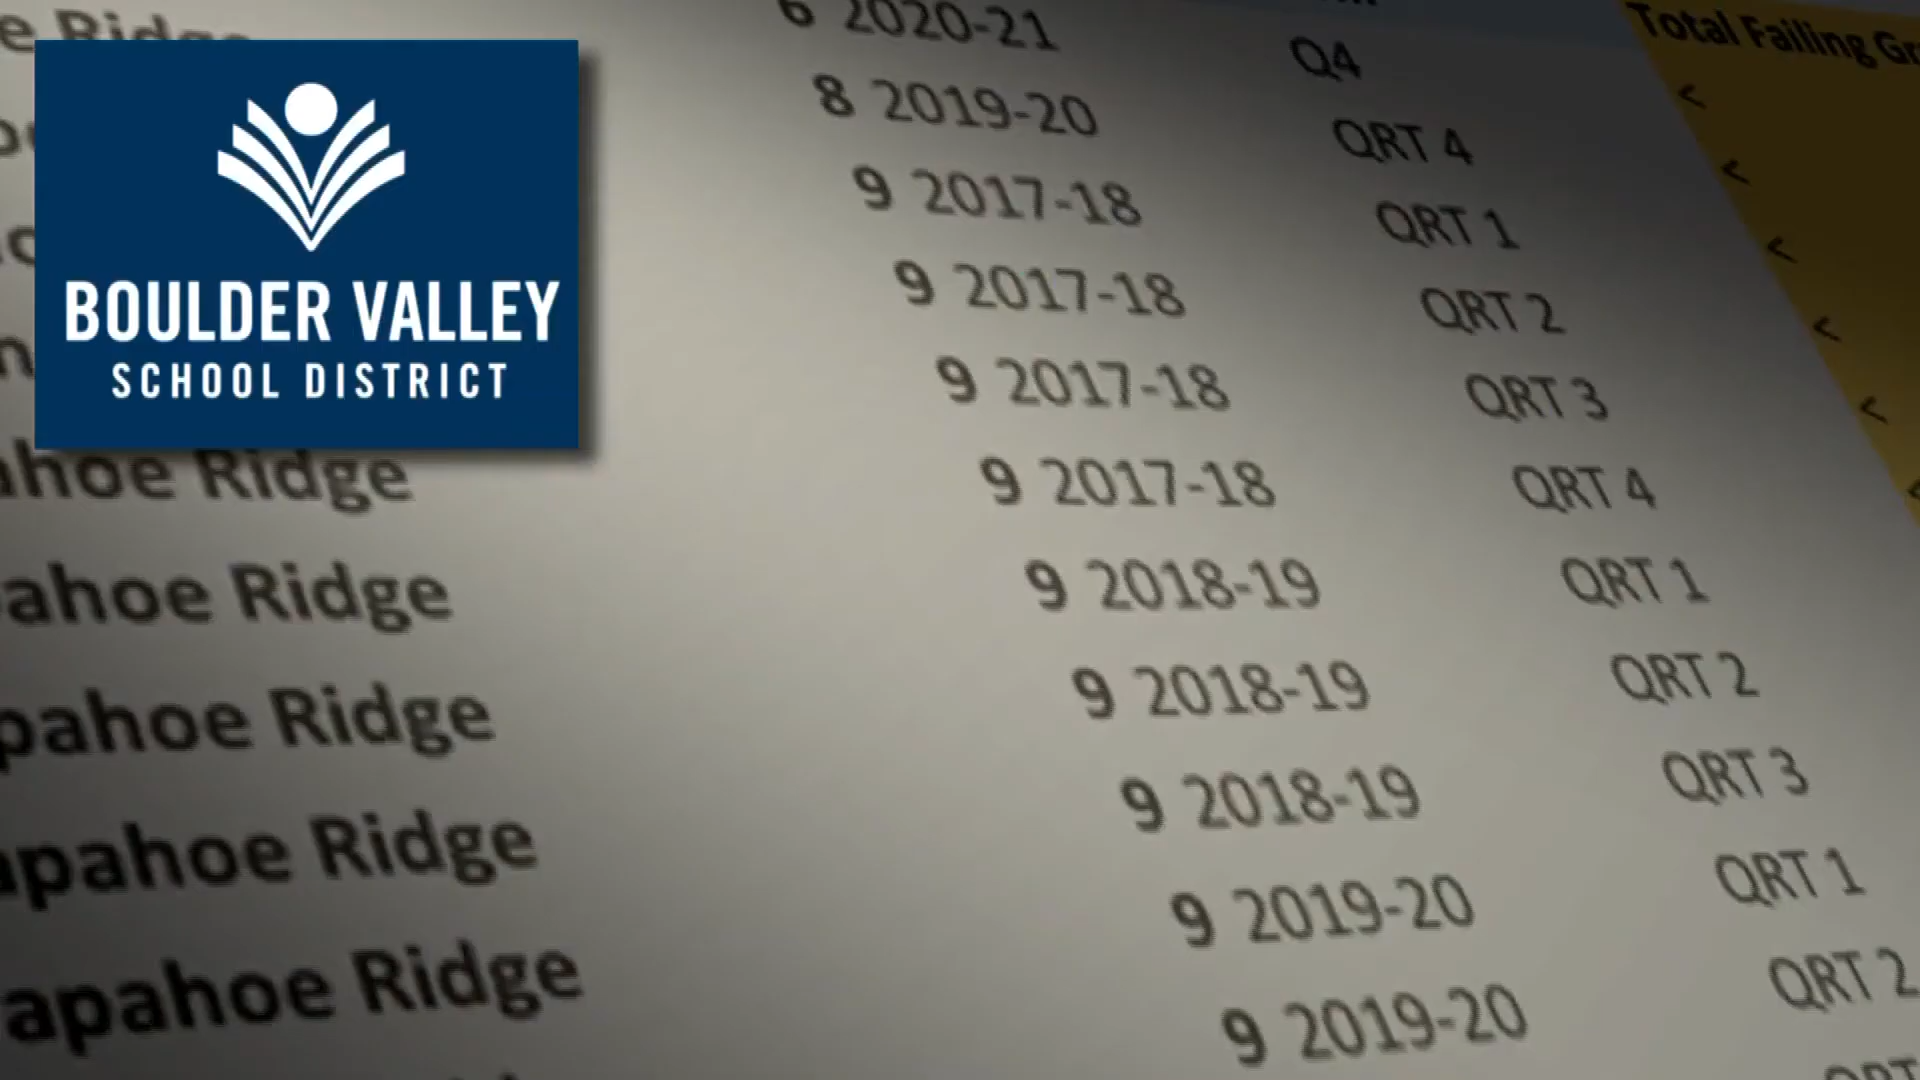 BOULDER VALLEY
SCHOOL DISTRICT
Total Failing
6 2020-21 Q4 <
8 2019-20 QRT 4 <
9 2017-18 QRT 1 <
9 2017-18 QRT 2 <
9 2017-18 QRT 3 <
ahoe Ridge 9 2017-18 QRT 4
ahoe Ridge 9 2018-19 QRT 1
pahoe Ridge 9 2018-19 QRT 2
apahoe Ridge 9 2018-19 QRT 3
apahoe Ridge 9 2019-20 QRT 1
9 2019-20 QRT 2